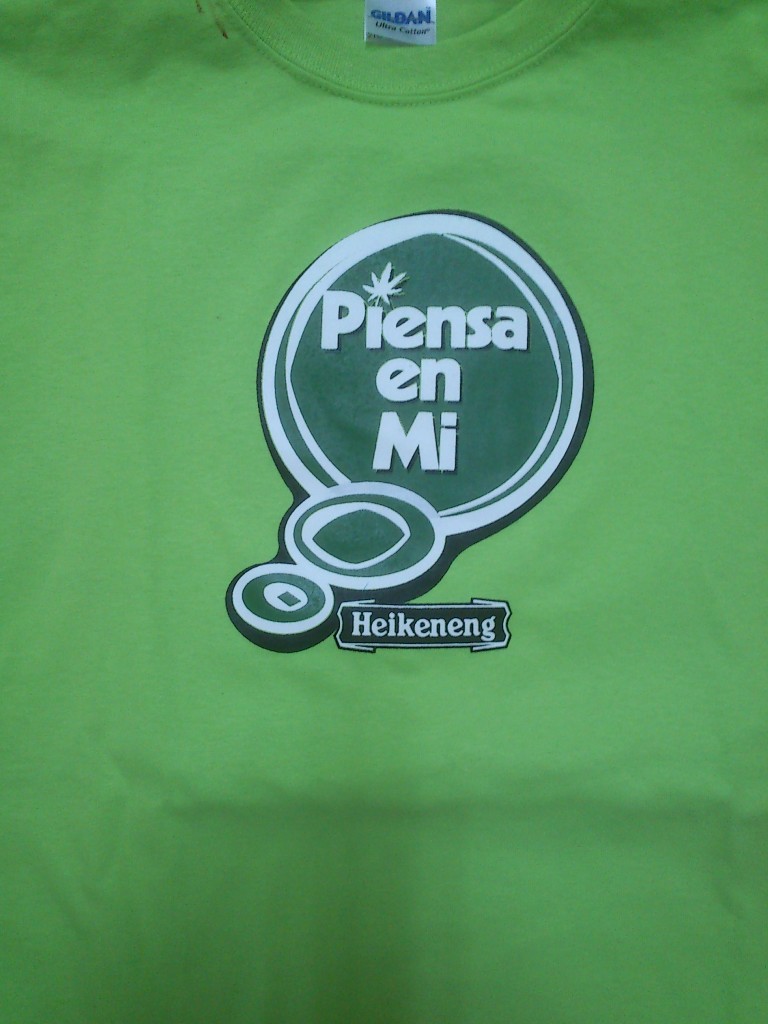 GILDAN
Ultra Cotton®
Piensa
en
Mi
Heikeneng